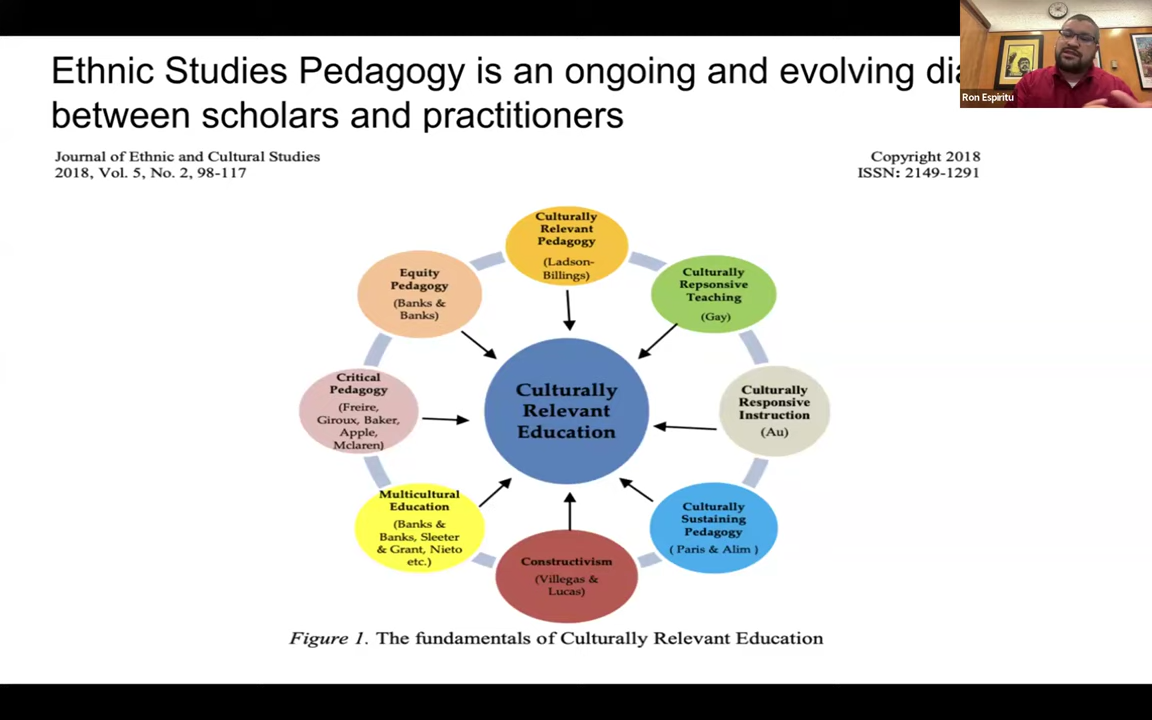 Ethnic Studies Pedagogy is an ongoing and evolving
between scholars and practitioners
Ron Espiritu
Journal of Ethnic and Cultural Studies
2018, Vol. 5, No. 2, 98-117
Copyright 2018
ISSN: 2149-1291
Culturally
Relevant
Pedagogy
(Ladson-
Billings)
Culturally
Repsonsive
Teaching
(Gay)
Culturally
Responsive
Instruction
(Au)
Culturally
Sustaining
Pedagogy
( Paris & Alim )
Constructivism
(Villegas &
Lucas)
Multicultural
Education
(Banks &
Banks, Sleeter
& Grant, Nieto
etc.)
Critical
Pedagogy
(Freire,
Giroux, Baker,
Apple,
Mclaren)
Equity
Pedagogy
(Banks &
Banks)
Culturally
Relevant
Education
Figure 1. The fundamentals of Culturally Relevant Education